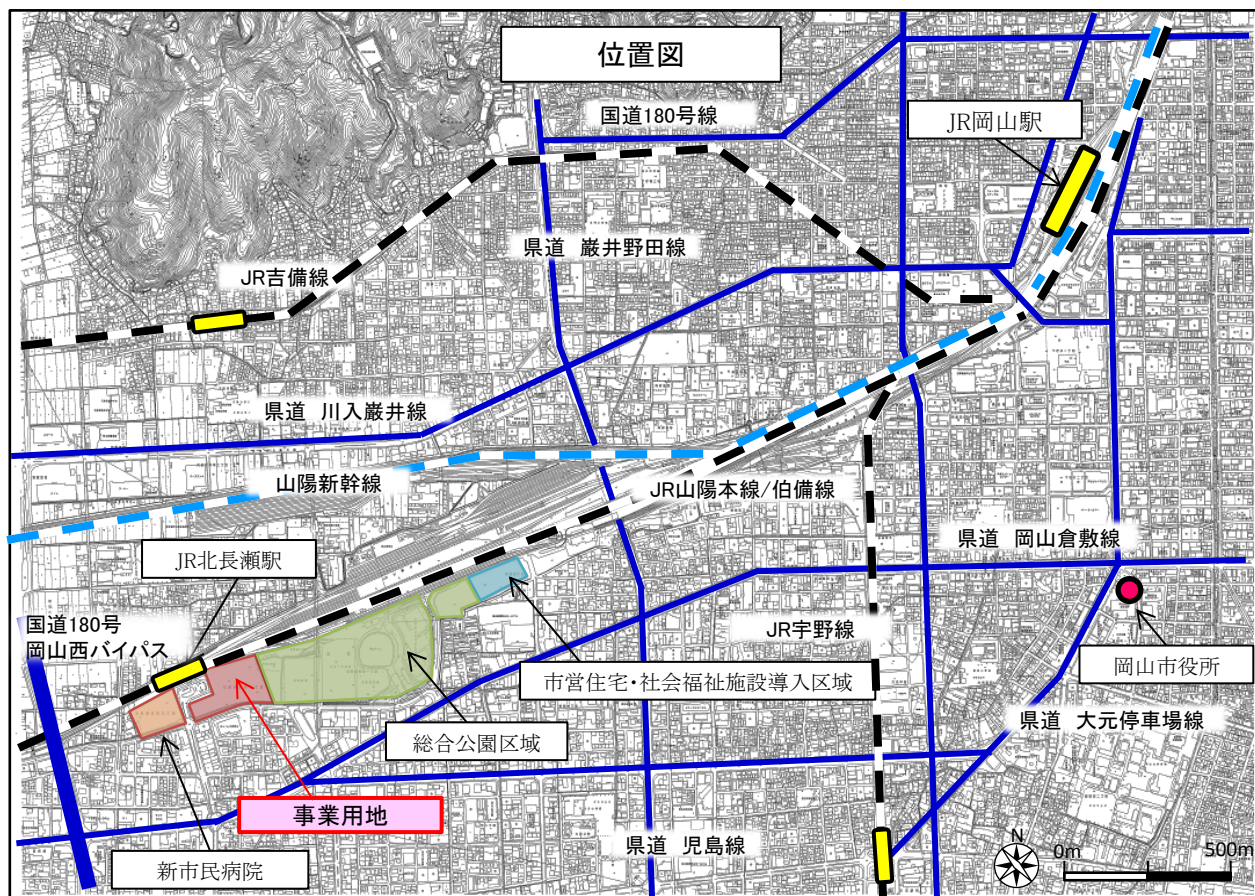 位置図
国道180号線
JR岡山駅
県道 巌井野田線
JR吉備線
県道 川入巌井線
山陽新幹線
JR山陽本線/伯備線
県道 岡山倉敷線
JR北長瀬駅
国道180号
岡山西バイパス
JR宇野線
岡山市役所
市営住宅・社会福祉施設導入区域
県道 大元停車場線
総合公園区域
事業用地
新市民病院
県道 児島線
N
0m
500m